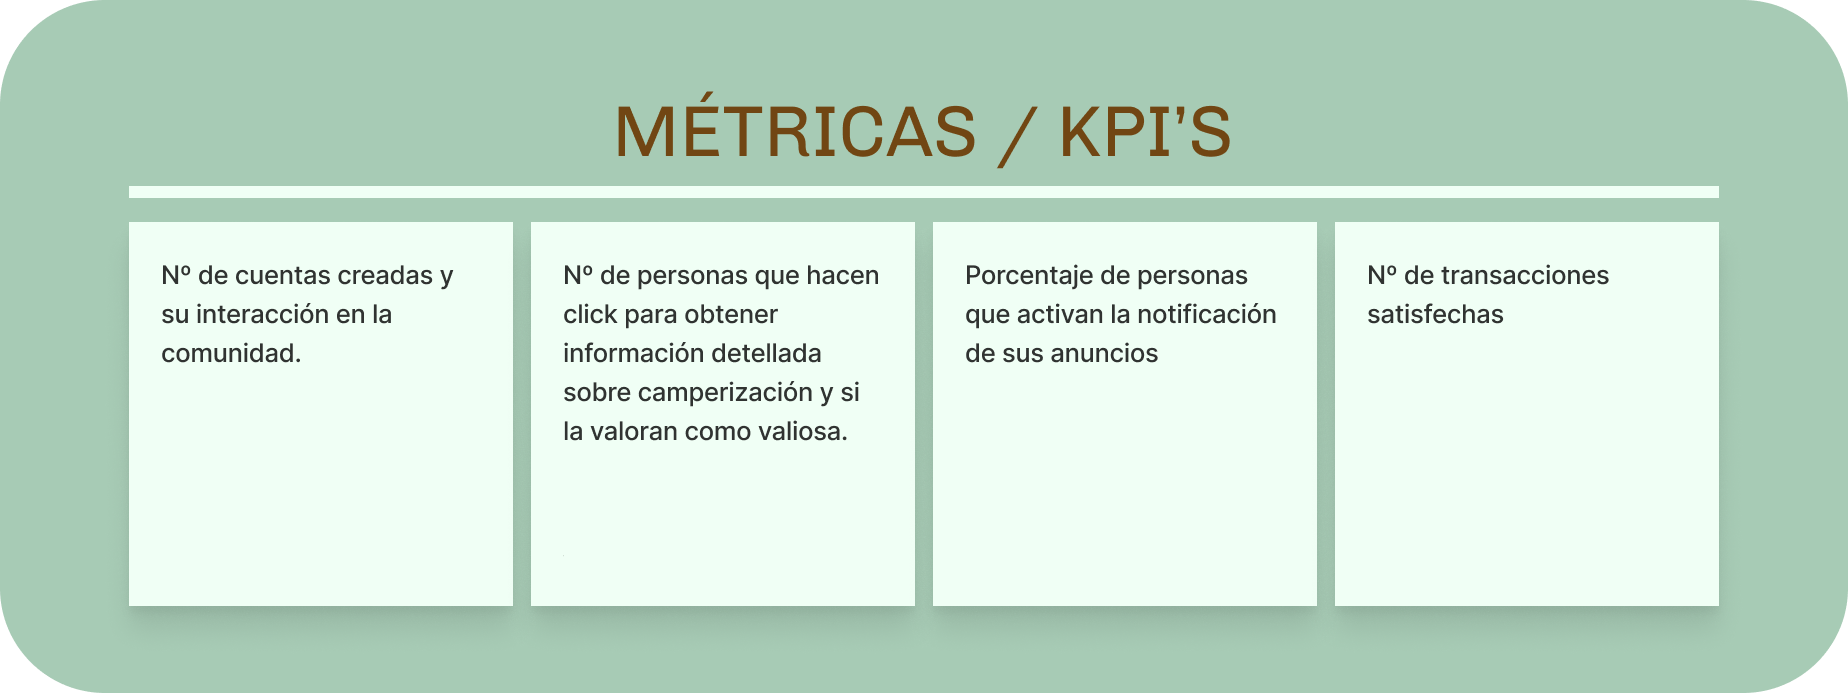 MÉTRICAS / KPI’S
Nº de cuentas creadas y
su interacción en la
comunidad.
Nº de personas que hacen
click para obtener
información detellada
sobre camperización y si
la valoran como valiosa.
Porcentaje de personas
que activan la notificación
de sus anuncios
Nº de transacciones
satisfechas